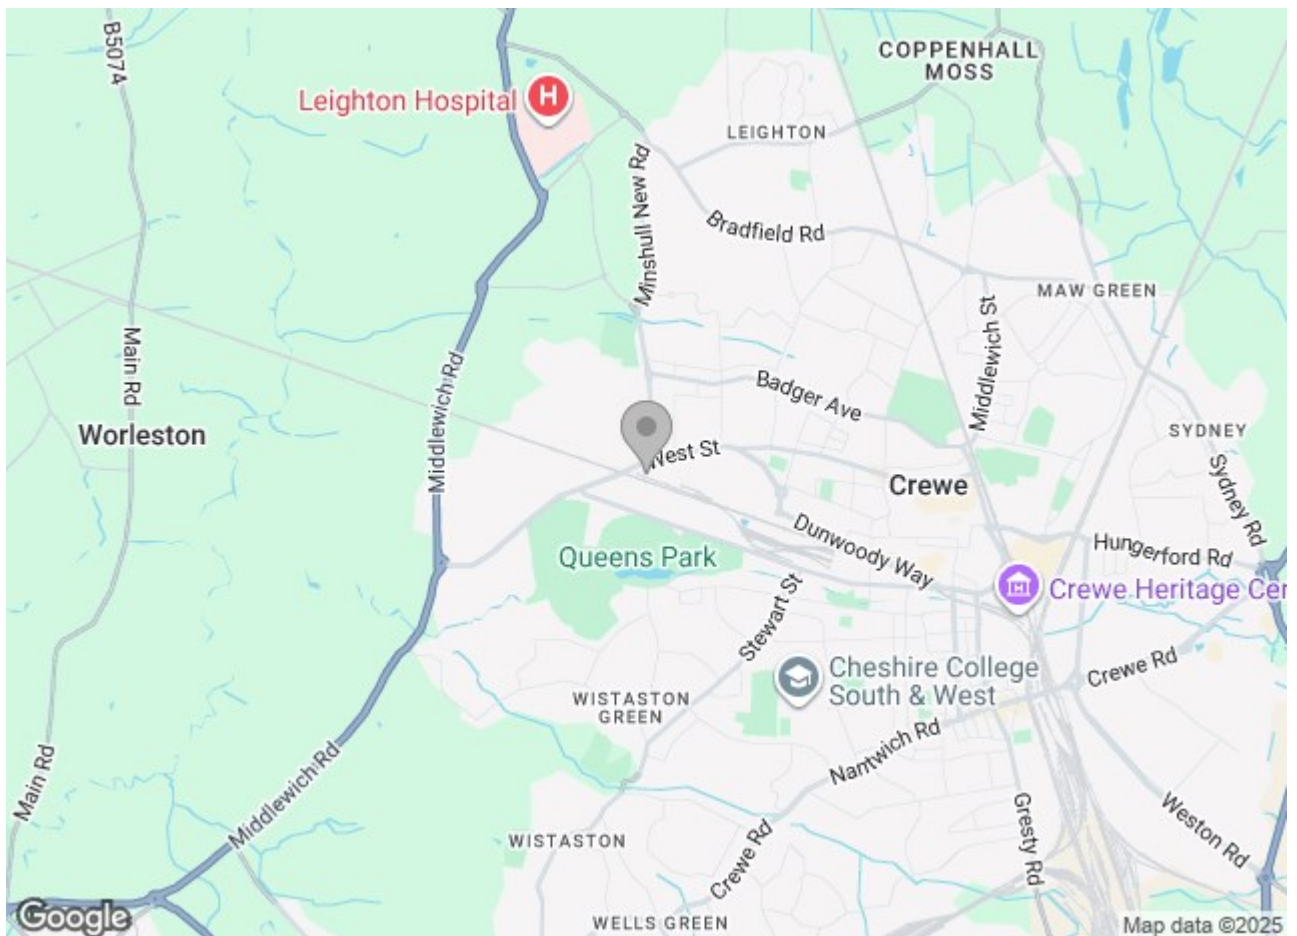 B5074
COPPENHALL
MOSS
Leighton Hospital
H
LEIGHTON
Minshull New Rd
Bradfield Rd
MAW GREEN
Middlewich St
Main Rd
Middlewich Rd
Badger Ave
Worleston
SYDNEY
West St
Crewe
Sydney Rd
Dunwoody Way
Hungerford Rd
Queens Park
Crewe Heritage Cer
Stewart St
Cheshire College
South & West
Crewe Rd
WISTASTON
GREEN
Nantwich Rd
Main Rd
Middlewich Rd
Gresty Rd
Weston Rd
WISTASTON
Crewe Rd
WELLS GREEN
Google
Map data ©2025